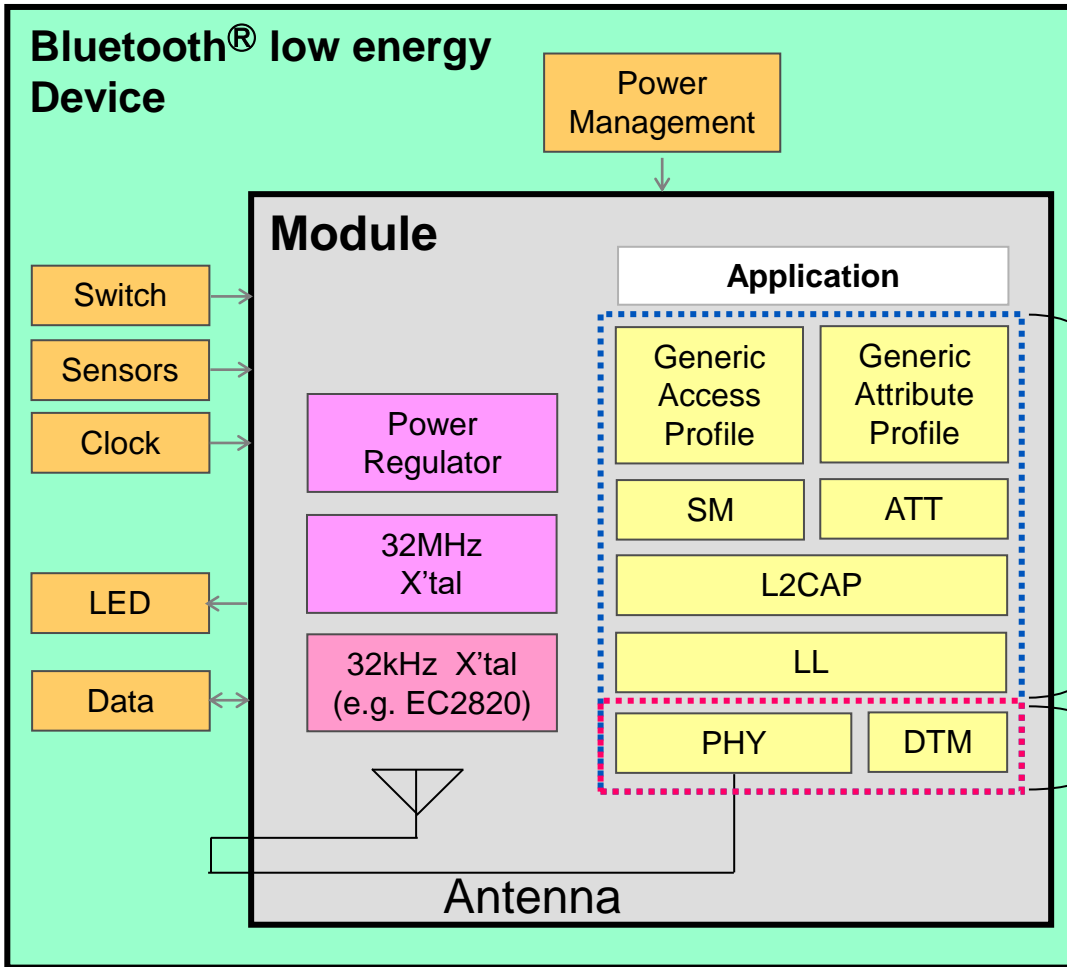 Bluetooth® low energy
Device
Power
Management
Module
Switch
Sensors
Clock
LED
Data
Power
Regulator
32MHz
X’tal
32kHz X’tal
(e.g. EC2820)
Application
Generic
Access
Profile
Generic
Attribute
Profile
SM
ATT
L2CAP
LL
PHY
DTM
Antenna